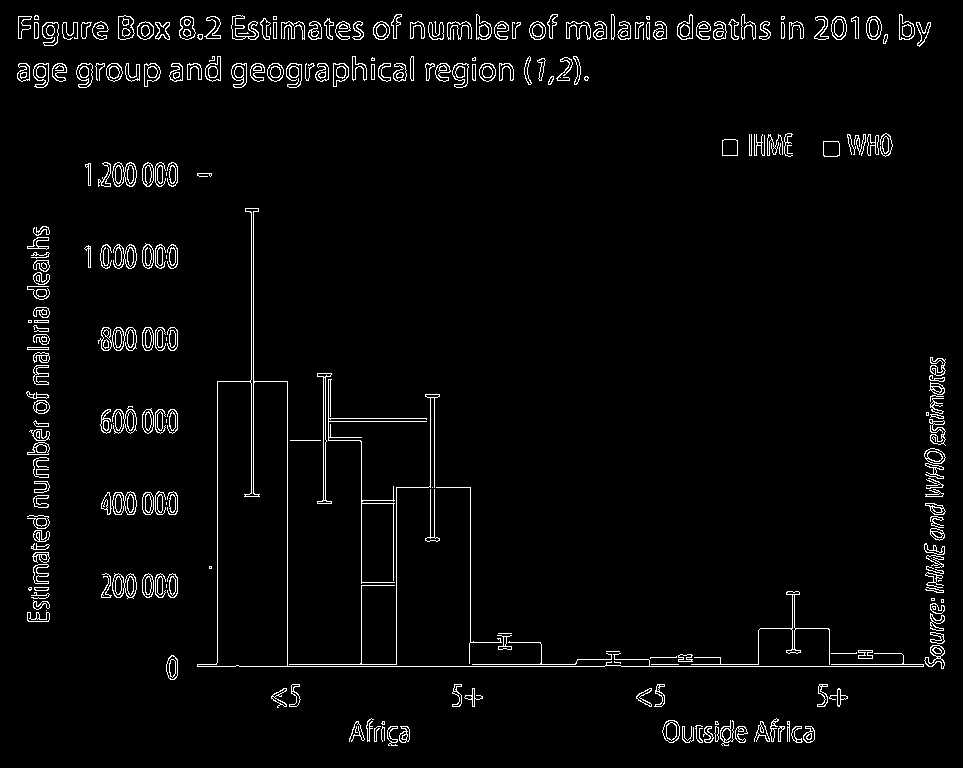 Figure Box 8.2 Estimates of number of malaria deaths in 2010, by
age group and geographical region (1,2).
IHME WHO
1 200 000
1 000 000
800 000
600 000
400 000
200 000
0
Estimated number of malaria deaths
<5 5+ <5 5+
Africa Outside Africa
Source: IHME and WHO estimates